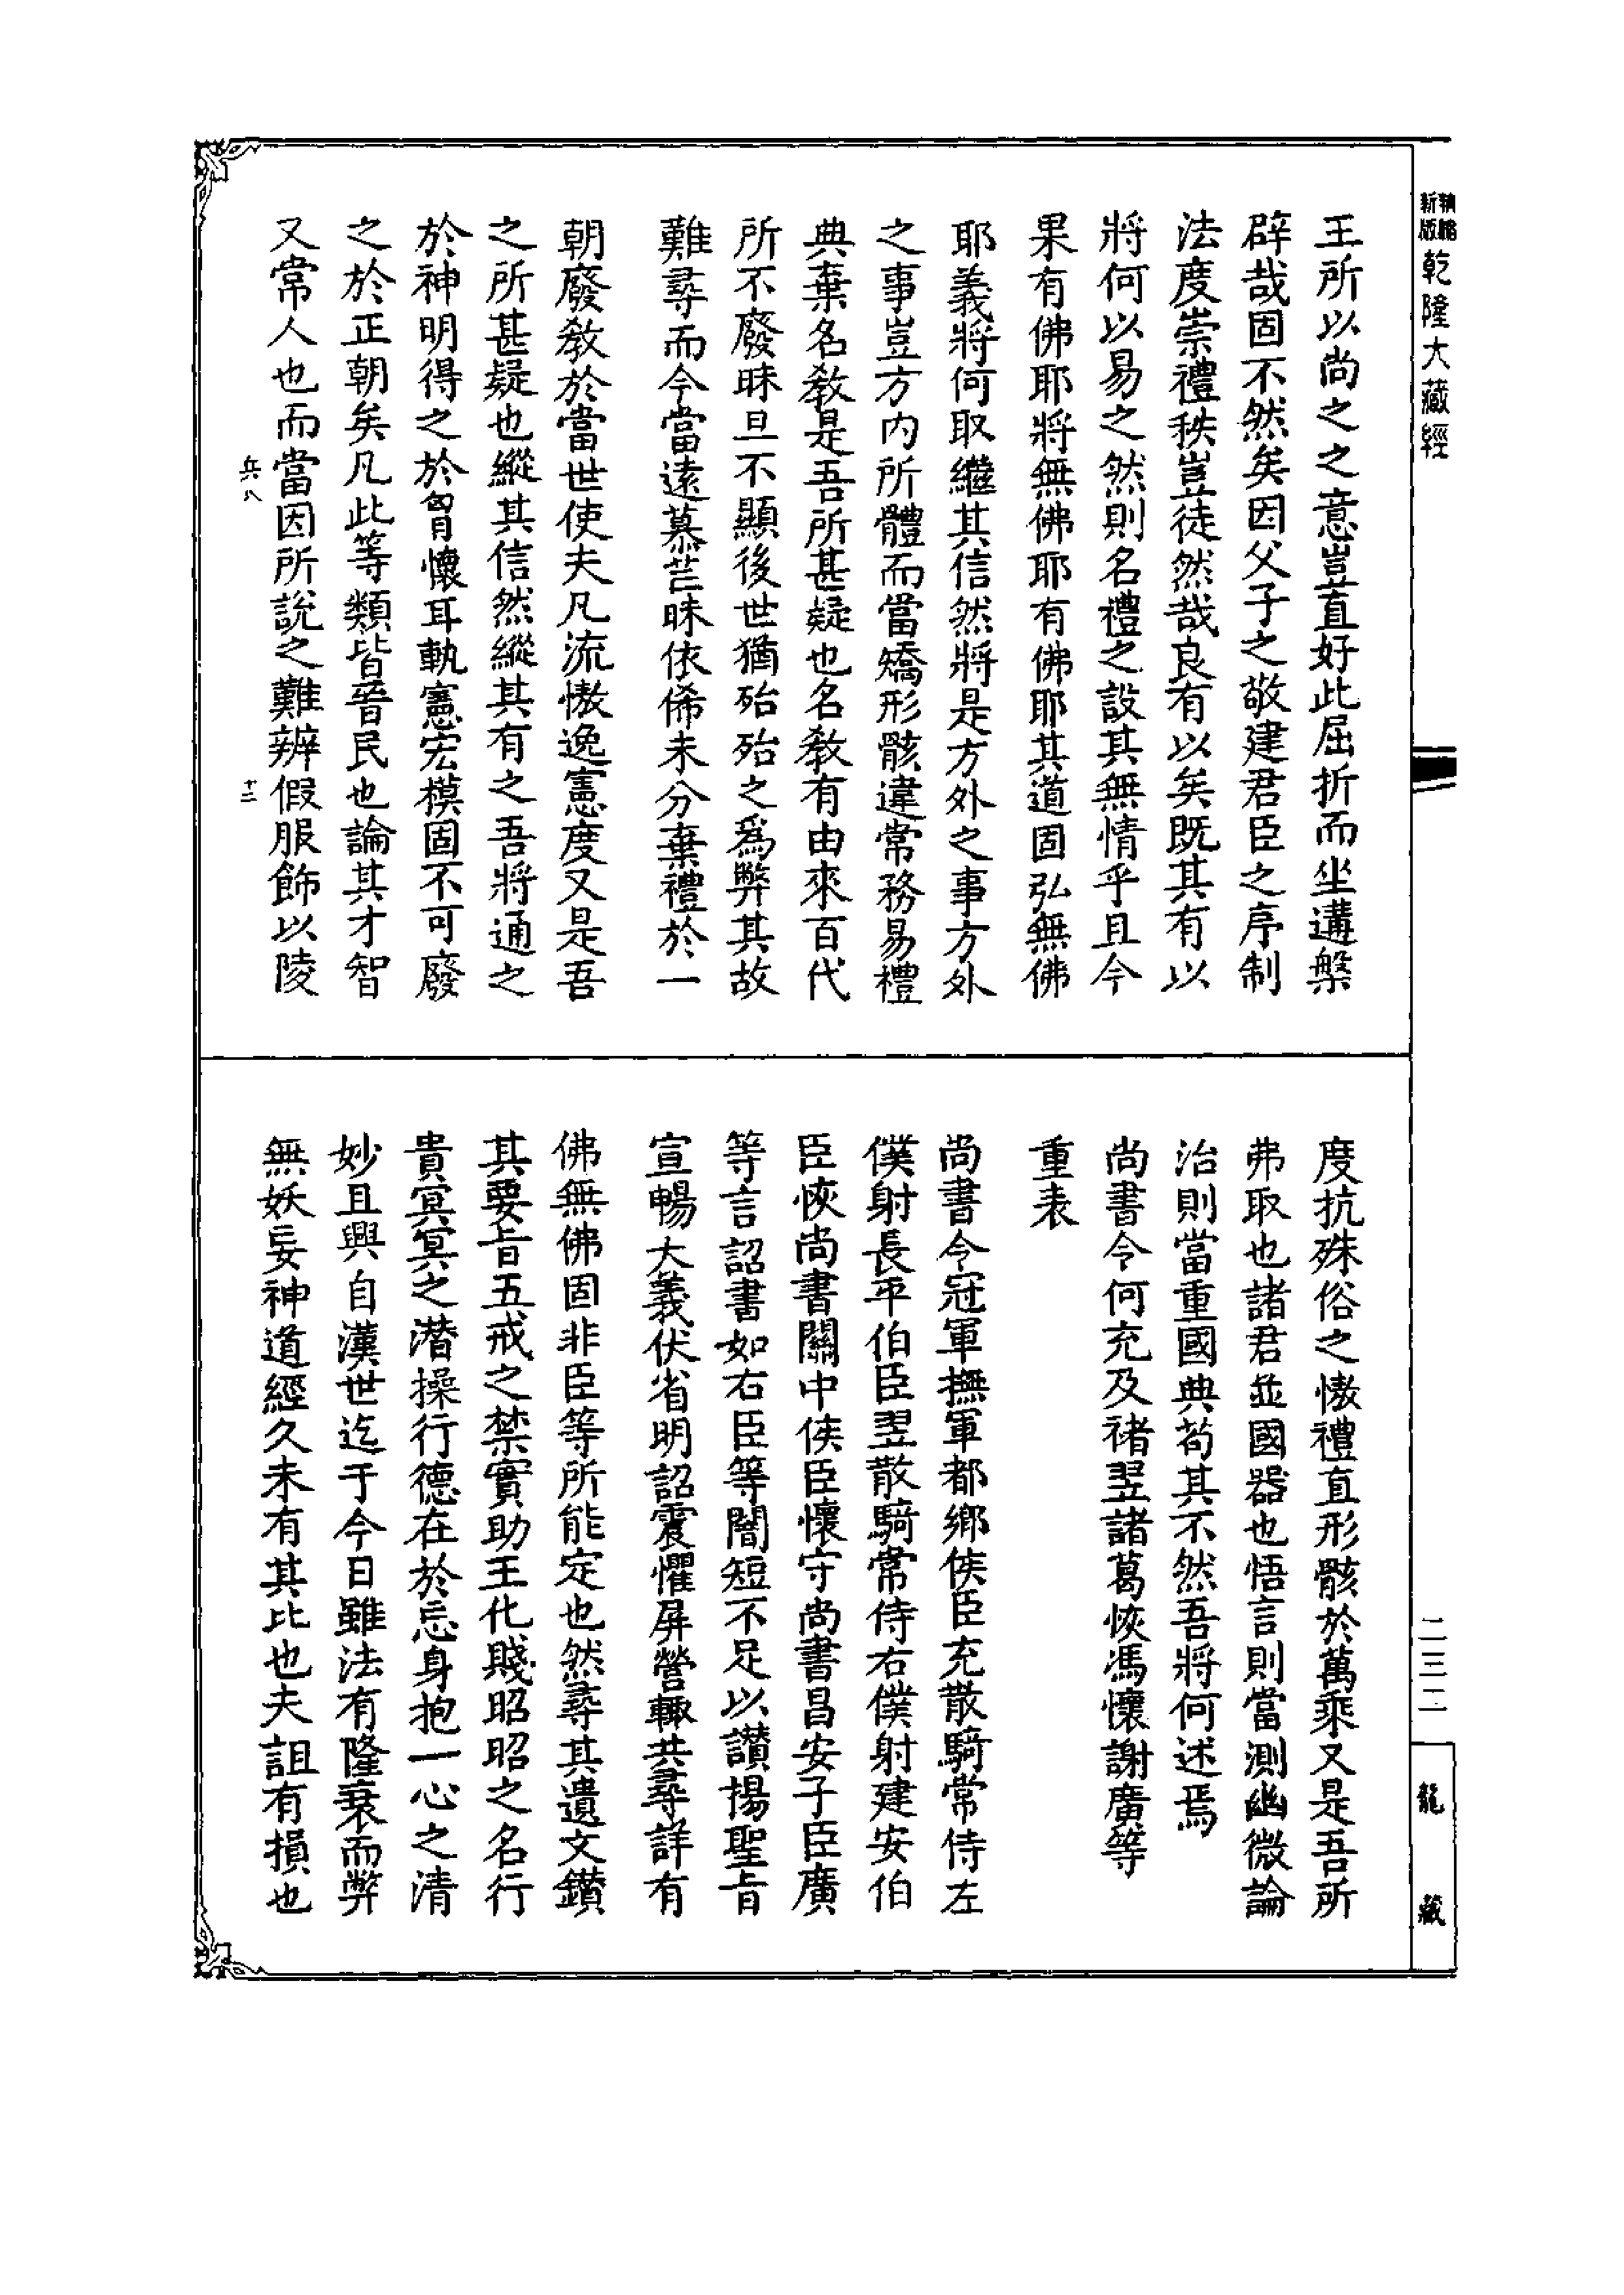 新版精縮
乾隆大藏經
王所以尚之之意豈直好此屈折而坐遘槃
辟哉固不然矣因父子之敬建君臣之序制
法度崇禮秩豈徒然哉良有以矣既其有以
將何以易之然則名禮之設其無情乎且今
果有佛耶將無佛耶有佛耶其道固弘無佛
耶義將何取繼其信然將是方外之事方外
之事豈方内所體而當矯形骸違常務易禮
典棄名教是吾所甚疑也名教有由來百代
所不廢昧旦不顯後世猶殆殆之為弊其故
難尋而今當遠慕芒昧依俙未分棄禮於一
朝廢教於當世使夫凡流慠逸憲度又是吾
之所甚疑也縱其信然縱其有之吾將通之
於神明得之於胷懷耳軌憲宏模固不可廢
之於正朝矣凡此等類皆晉民也論其才智
又常人也而當因所說之難辨假服飾以陵
兵八
十三
度抗殊俗之慠禮直形骸於萬乘又是吾所
弗取也諸君並國器也悟言則當測幽微論
治則當重國典苟其不然吾將何述焉
尚書令何充及褚翌諸葛恢馮懷謝廣等
重表
尚書令冠軍撫軍都鄉侯臣充散騎常侍左
僕射長平伯臣翌散騎常侍右僕射建安伯
臣恢尚書關中侯臣懷守尚書昌安子臣廣
等言詔書如右臣等闇短不足以讚揚聖旨
宣暢大義伏省明詔震懼屏營輙共尋詳有
佛無佛固非臣等所能定也然尋其遺文鑚
其要旨五戒之禁實助王化賤昭昭之名行
貴冥冥之潛操行德在於忘身抱一心之清
妙且興自漢世迄于今日雖法有隆衰而弊
無妖妄神道經久未有其比也夫詛有損也
二三二
龍藏